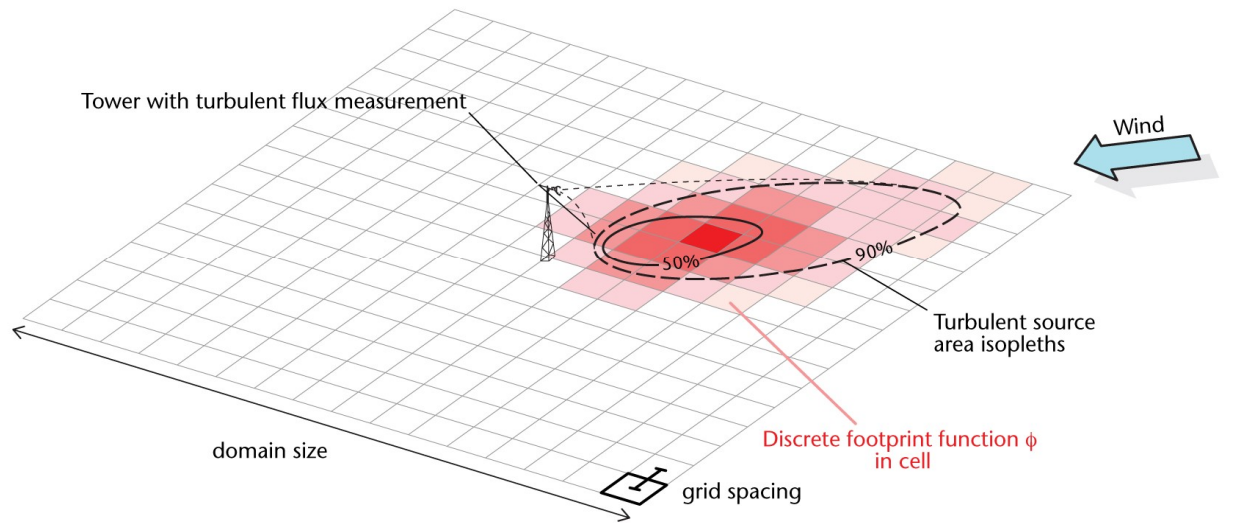 Tower with turbulent flux measurement
Wind
50%
90%
Turbulent source
area isopleths
Discrete footprint function ϕ
in cell
domain size
grid spacing